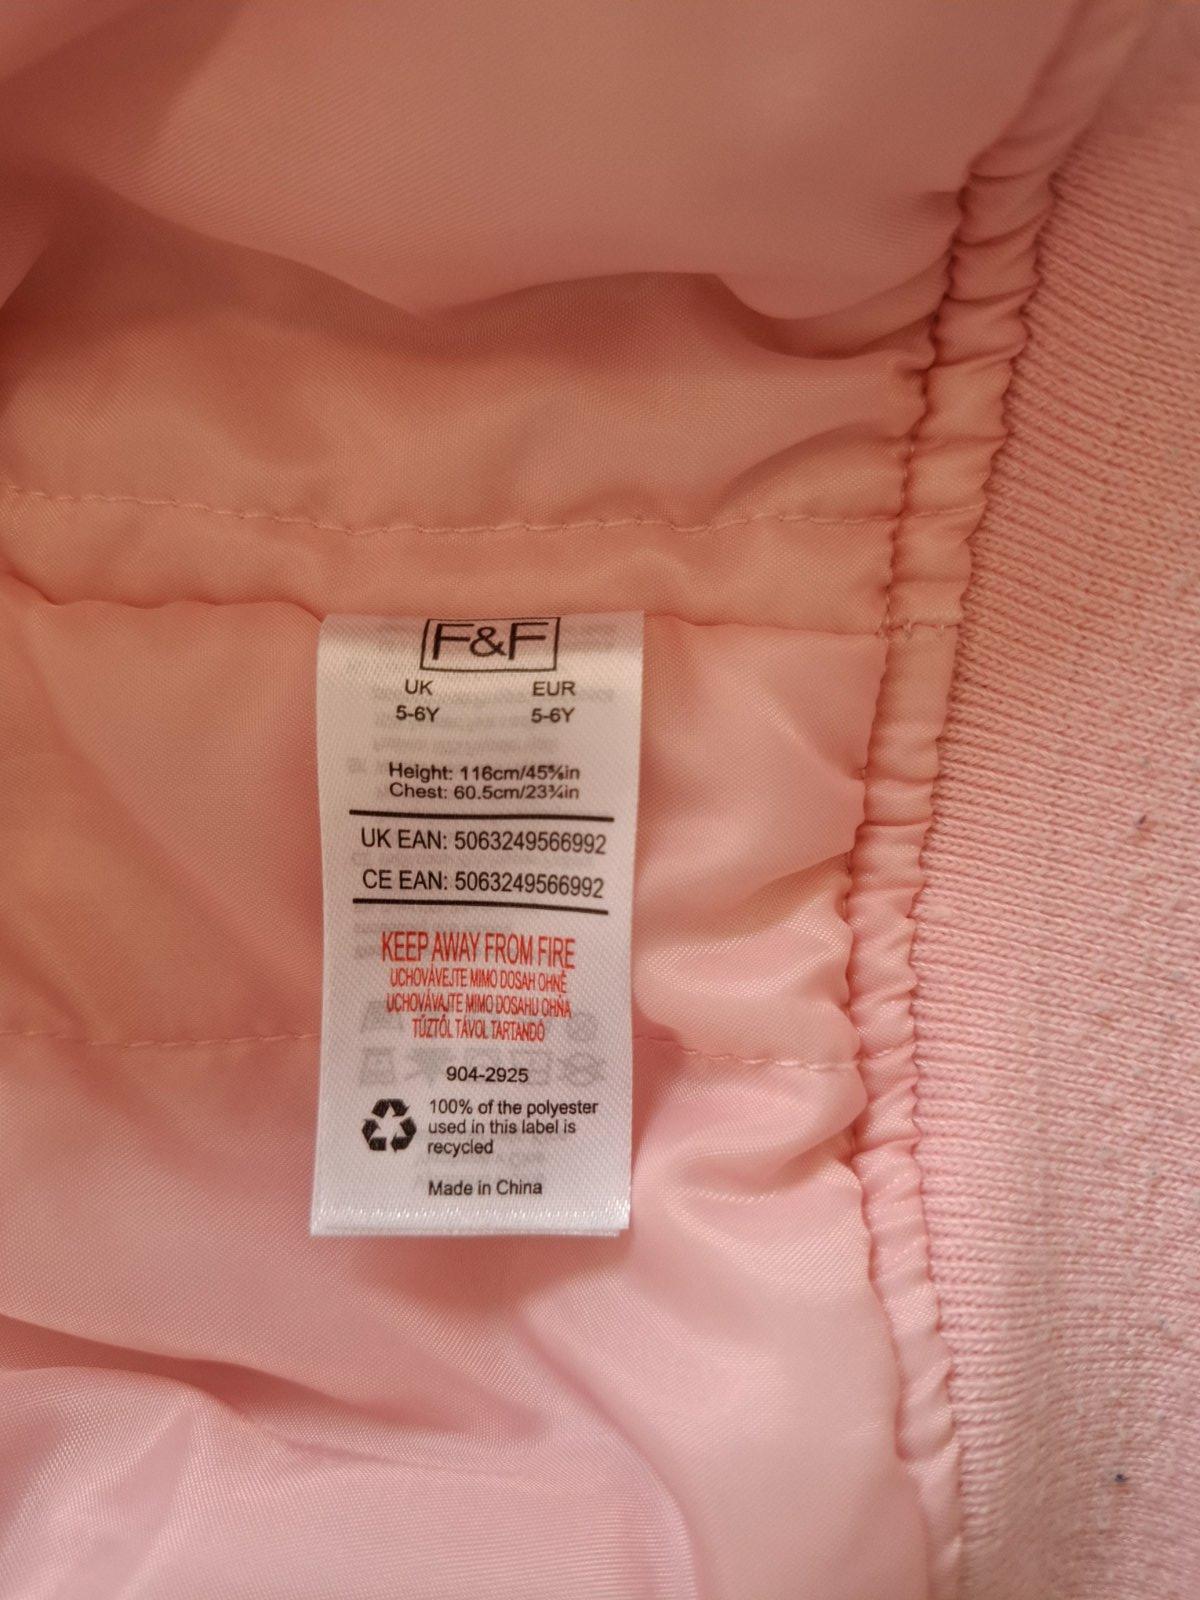 F&F
UK EUR
5-6Y 5-6Y
Height: 116cm/45⅝in
Chest: 60.5cm/23¾in
UK EAN: 5063249566992
CE EAN: 5063249566992
KEEP AWAY FROM FIRE
UCHOVÁVEJTE MIMO DOSAH OHNĚ
UCHOVÁVAJTE MIMO DOSAHU OHŇA
TŰZTŐL TÁVOL TARTANDÓ
904-2925
100% of the polyester
used in this label is
recycled
Made in China